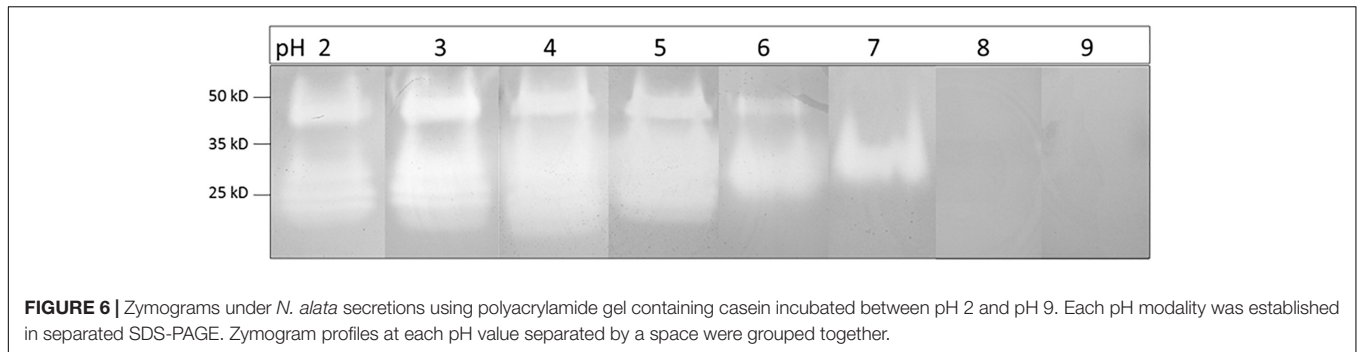 pH 2 3 4 5 6 7 8 9
50 kD
35 kD
25 kD
FIGURE 6 | Zymograms under N. alata secretions using polyacrylamide gel containing casein incubated between pH 2 and pH 9. Each pH modality was established
in separated SDS-PAGE. Zymogram profiles at each pH value separated by a space were grouped together.